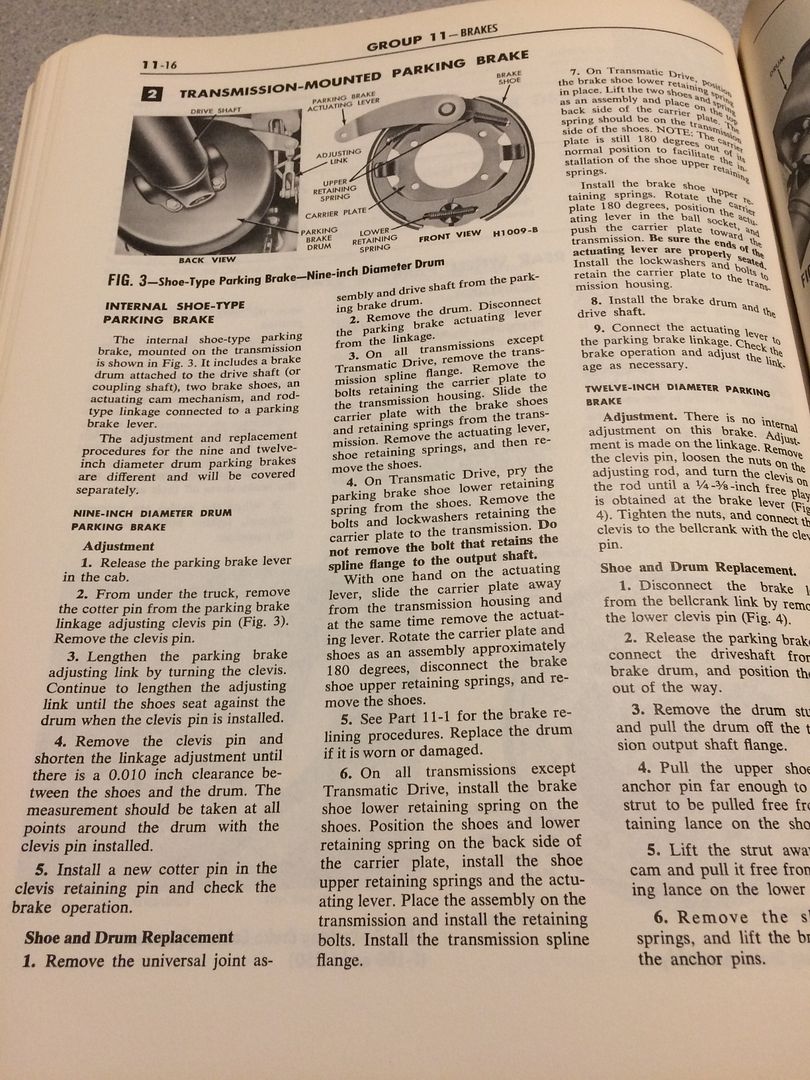 11-16
GROUP 11—BRAKES
2 TRANSMISSION-MOUNTED PARKING BRAKE
DRIVE SHAFT
PARKING BRAKE
ACTUATING LEVER
BRAKE
SHOE
ADJUSTING
LINK
UPPER
RETAINING
SPRING
CARRIER PLATE
PARKING
BRAKE
DRUM
LOWER
RETAINING
SPRING
BACK VIEW
FRONT VIEW H1009-B
FIG. 3—Shoe-Type Parking Brake—Nine-inch Diameter Drum
INTERNAL SHOE-TYPE
PARKING BRAKE
The internal shoe-type parking
brake, mounted on the transmission
is shown in Fig. 3. It includes a brake
drum attached to the drive shaft (or
coupling shaft), two brake shoes, an
actuating cam mechanism, and rod-
type linkage connected to a parking
brake lever.
The adjustment and replacement
procedures for the nine and twelve-
inch diameter drum parking brakes
are different and will be covered
separately.
NINE-INCH DIAMETER DRUM
PARKING BRAKE
Adjustment
1. Release the parking brake lever
in the cab.
2. From under the truck, remove
the cotter pin from the parking brake
linkage adjusting clevis pin (Fig. 3).
Remove the clevis pin.
3. Lengthen the parking brake
adjusting link by turning the clevis.
Continue to lengthen the adjusting
link until the shoes seat against the
drum when the clevis pin is installed.
4. Remove the clevis pin and
shorten the linkage adjustment until
there is a 0.010 inch clearance be-
tween the shoes and the drum. The
measurement should be taken at all
points around the drum with the
clevis pin installed.
5. Install a new cotter pin in the
clevis retaining pin and check the
brake operation.
Shoe and Drum Replacement
1. Remove the universal joint as-
sembly and drive shaft from the park-
ing brake drum.
2. Remove the drum. Disconnect
the parking brake actuating lever
from the linkage.
3. On all transmissions except
Transmatic Drive, remove the trans-
mission spline flange. Remove the
bolts retaining the carrier plate to
the transmission housing. Slide the
carrier plate with the brake shoes
and retaining springs from the trans-
mission. Remove the actuating lever,
shoe retaining springs, and then re-
move the shoes.
4. On Transmatic Drive, pry the
parking brake shoe lower retaining
spring from the shoes. Remove the
bolts and lockwashers retaining the
carrier plate to the transmission. Do
not remove the bolt that retains the
spline flange to the output shaft.
With one hand on the actuating
lever, slide the carrier plate away
from the transmission housing and
at the same time remove the actuat-
ing lever. Rotate the carrier plate and
shoes as an assembly approximately
180 degrees, disconnect the brake
shoe upper retaining springs, and re-
move the shoes.
5. See Part 11-1 for the brake re-
lining procedures. Replace the drum
if it is worn or damaged.
6. On all transmissions except
Transmatic Drive, install the brake
shoe lower retaining spring on the
shoes. Position the shoes and lower
retaining spring on the back side of
the carrier plate, install the shoe
upper retaining springs and the actu-
ating lever. Place the assembly on the
transmission and install the retaining
bolts. Install the transmission spline
flange.
7. On Transmatic Drive, position
the brake shoe lower retaining spring
in place. Lift the two shoes and spring
as an assembly and place on the
back side of the carrier plate. The
spring should be on the transmission
side of the shoes. NOTE: The carrier
plate is still 180 degrees out of its
normal position to facilitate the in-
stallation of the shoe upper retaining
springs.
Install the brake shoe upper re-
taining springs. Rotate the carrier
plate 180 degrees, position the actu-
ating lever in the ball socket, and
push the carrier plate toward the
transmission. Be sure the ends of the
actuating lever are properly seated.
Install the lockwashers and bolts to
retain the carrier plate to the trans-
mission housing.
8. Install the brake drum and the
drive shaft.
9. Connect the actuating lever to
the parking brake linkage. Check the
brake operation and adjust the link-
age as necessary.
TWELVE-INCH DIAMETER PARKING
BRAKE
Adjustment. There is no internal
adjustment on this brake. Adjust-
ment is made on the linkage. Remove
the clevis pin, loosen the nuts on the
adjusting rod, and turn the clevis on
the rod until a ¼-⅜-inch free play
is obtained at the brake lever (Fig
4). Tighten the nuts, and connect th
clevis to the bellcrank with the clev
pin.
Shoe and Drum Replacement.
1. Disconnect the brake l
from the bellcrank link by remo
the lower clevis pin (Fig. 4).
2. Release the parking brak
connect the driveshaft fror
brake drum, and position th
out of the way.
3. Remove the drum stu
and pull the drum off the t
sion output shaft flange.
4. Pull the upper shoe
anchor pin far enough to
strut to be pulled free fro
taining lance on the sho
5. Lift the strut awa
cam and pull it free fron
ing lance on the lower
6. Remove the s
springs, and lift the br
the anchor pins.
DRUM